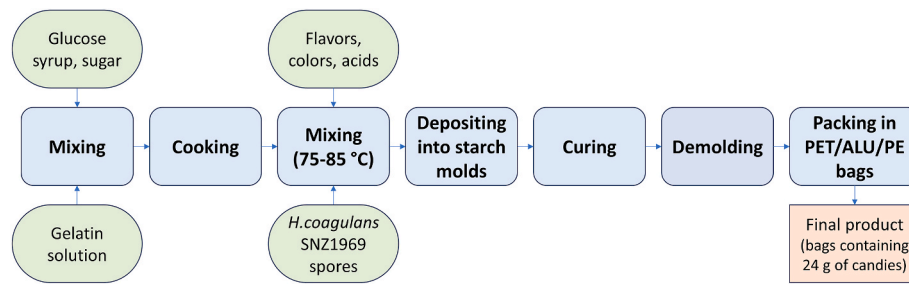 Glucose
syrup, sugar
Flavors,
colors, acids
Mixing
Cooking
Mixing
(75-85 °C)
Depositing
into starch
molds
Curing
Demolding
Packing in
PET/ALU/PE
bags
Gelatin
solution
H.coagulans
SNZ1969
spores
Final product
(bags containing
24 g of candies)